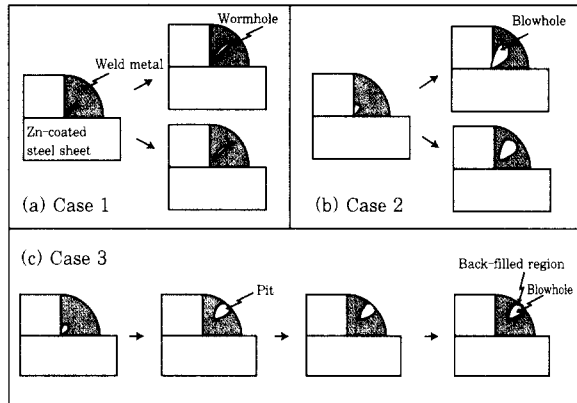 Wormhole
Weld metal
Zn-coated
steel sheet
(a) Case 1
Blowhole
(b) Case 2
(c) Case 3
Pit
Back-filled region
Blowhole